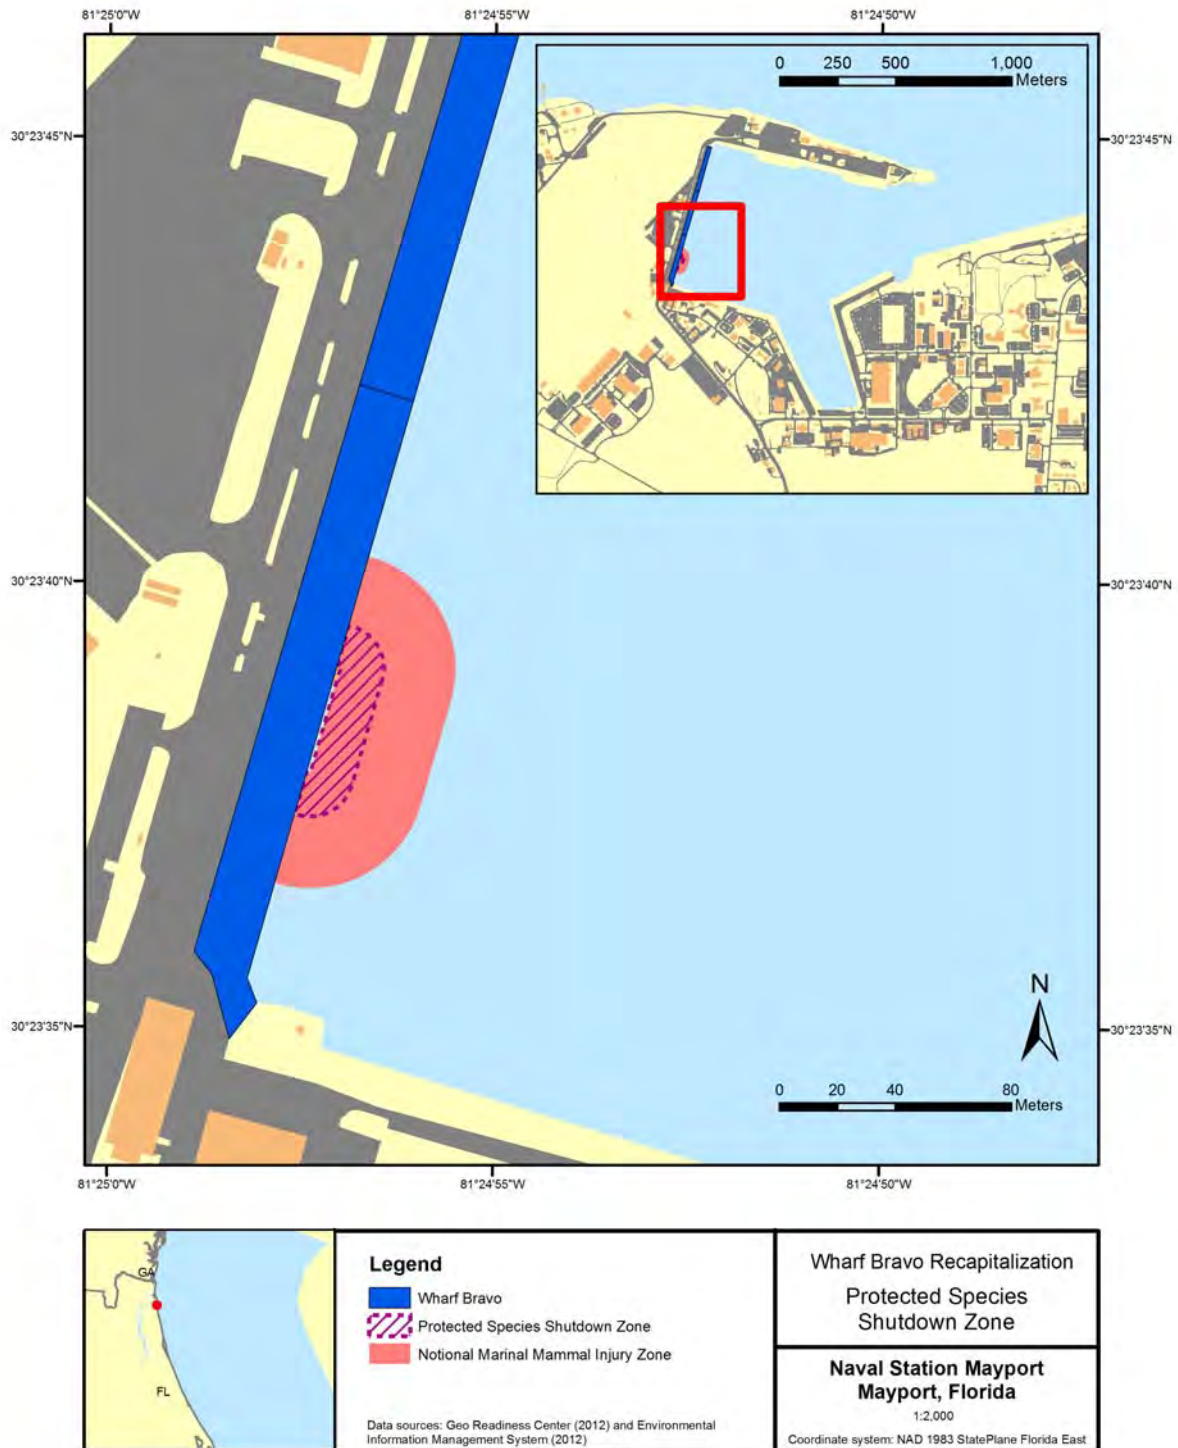 81°25'0"W 81°24'55"W 81°24'50"W
0 250 500 1,000
Meters
30°23'45"N 30°23'45"N
30°23'40"N 30°23'40"N
N
30°23'35"N 30°23'35"N
0 20 40 80
Meters
81°25'0"W 81°24'55"W 81°24'50"W
GA
FL
Legend
Wharf Bravo
Protected Species Shutdown Zone
Notional Marinal Mammal Injury Zone
Data sources: Geo Readiness Center (2012) and Environmental
Information Management System (2012)
Wharf Bravo Recapitalization
Protected Species
Shutdown Zone
Naval Station Mayport
Mayport, Florida
1:2,000
Coordinate system: NAD 1983 StatePlane Florida East